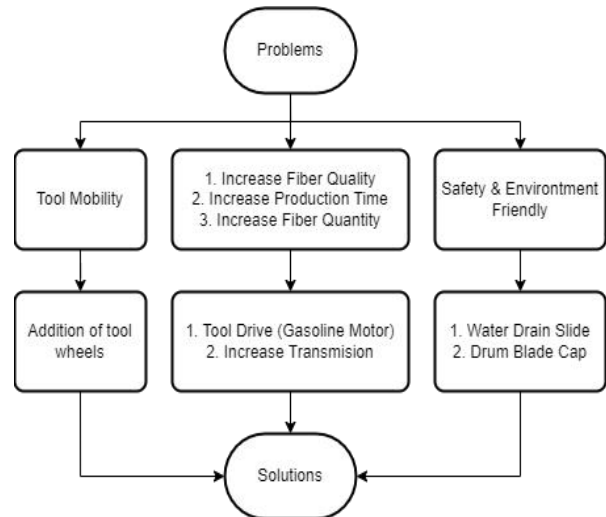 Problems
Tool Mobility
1. Increase Fiber Quality
2. Increase Production Time
3. Increase Fiber Quantity
Safety & Environtment
Friendly
Addition of tool
wheels
1. Tool Drive (Gasoline Motor)
2. Increase Transmision
1. Water Drain Slide
2. Drum Blade Cap
Solutions